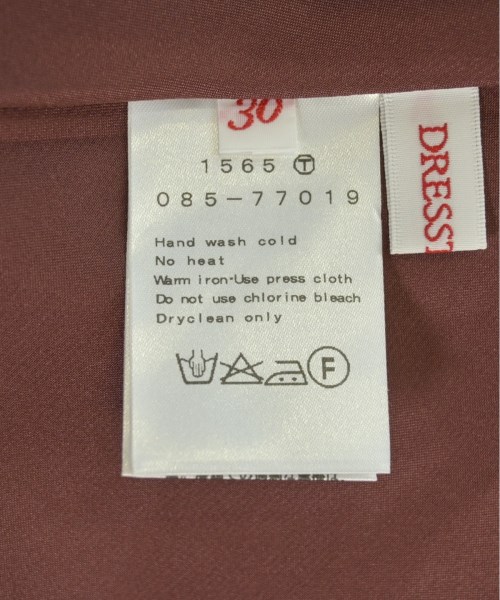 30
DRESST
1565 Ⓣ
085-77019
Hand wash cold
No heat
Warm iron-Use press cloth
Do not use chlorine bleach
Dryclean only
F